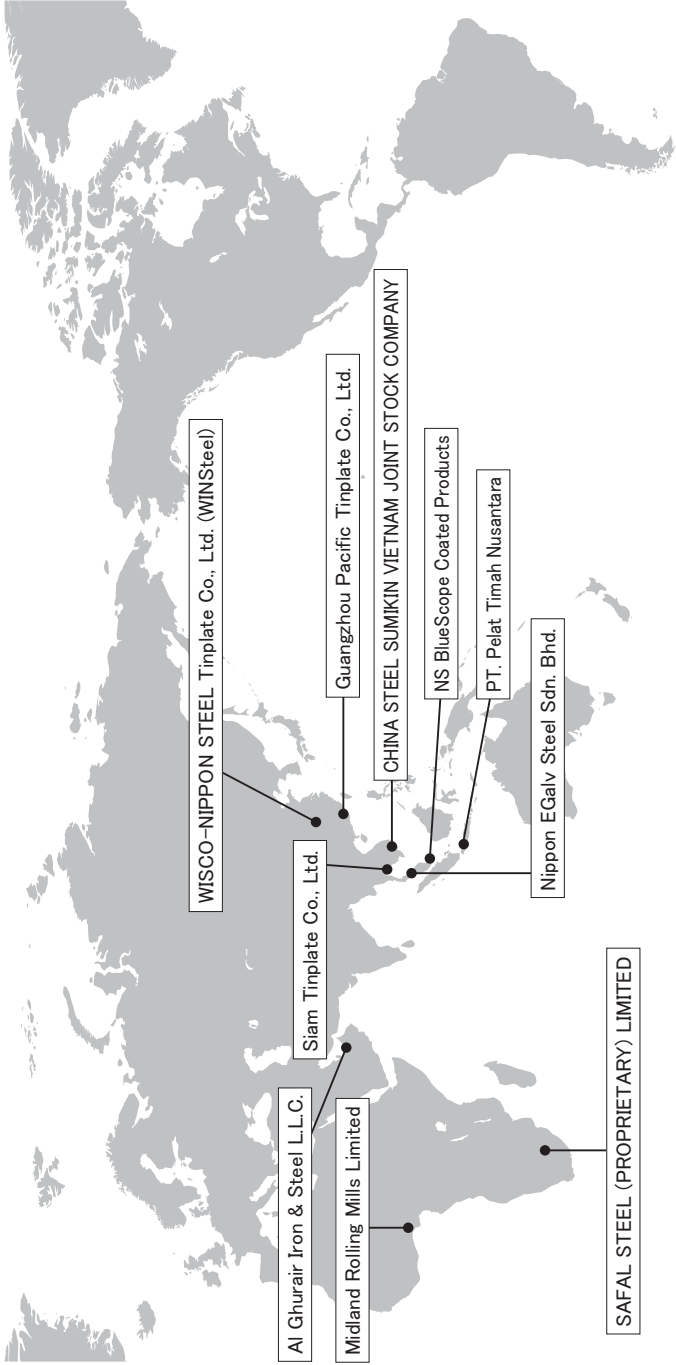 WISCO-NIPPON STEEL Tinplate Co., Ltd. (WINSteel)
Siam Tinplate Co., Ltd.
Al Ghurair Iron & Steel L.L.C.
Guangzhou Pacific Tinplate Co., Ltd.
Midland Rolling Mills Limited
CHINA STEEL SUMIKIN VIETNAM JOINT STOCK COMPANY
NS BlueScope Coated Products
PT. Pelat Timah Nusantara
Nippon EGalv Steel Sdn. Bhd.
SAFAL STEEL (PROPRIETARY) LIMITED